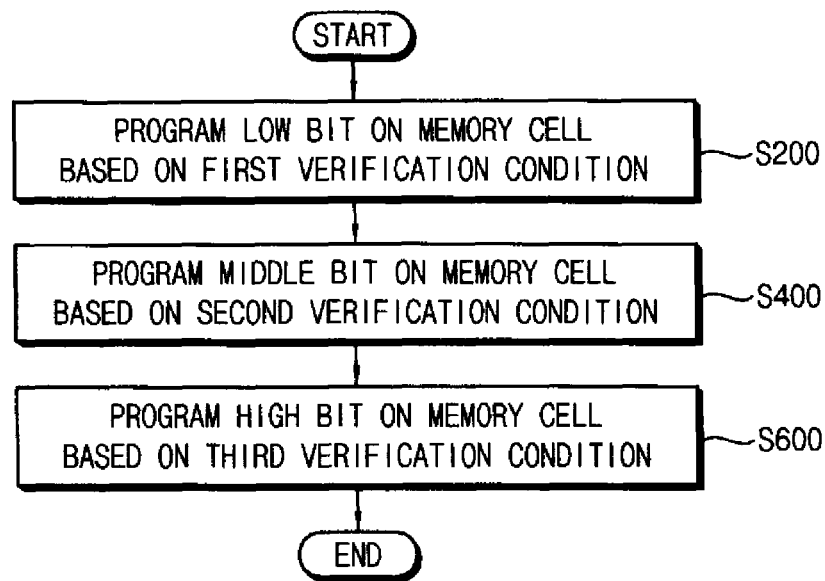 START
PROGRAM LOW BIT ON MEMORY CELL
BASED ON FIRST VERIFICATION CONDITION
S200
PROGRAM MIDDLE BIT ON MEMORY CELL
BASED ON SECOND VERIFICATION CONDITION
S400
PROGRAM HIGH BIT ON MEMORY CELL
BASED ON THIRD VERIFICATION CONDITION
S600
END